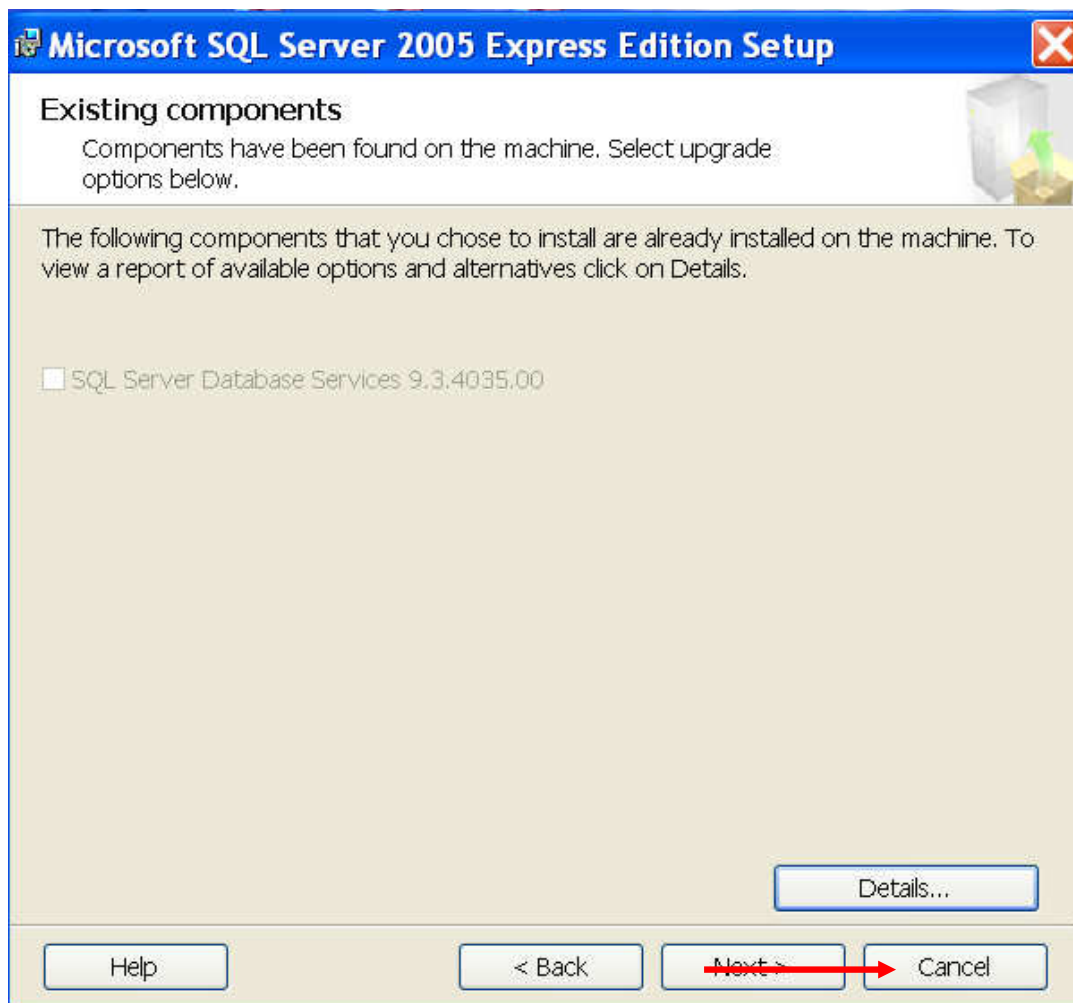 Microsoft SQL Server 2005 Express Edition Setup
Existing components
Components have been found on the machine. Select upgrade
options below.
The following components that you chose to install are already installed on the machine. To
view a report of available options and alternatives click on Details.
SQL Server Database Services 9.3.4035.00
Details...
Help
< Back
Next >
Cancel